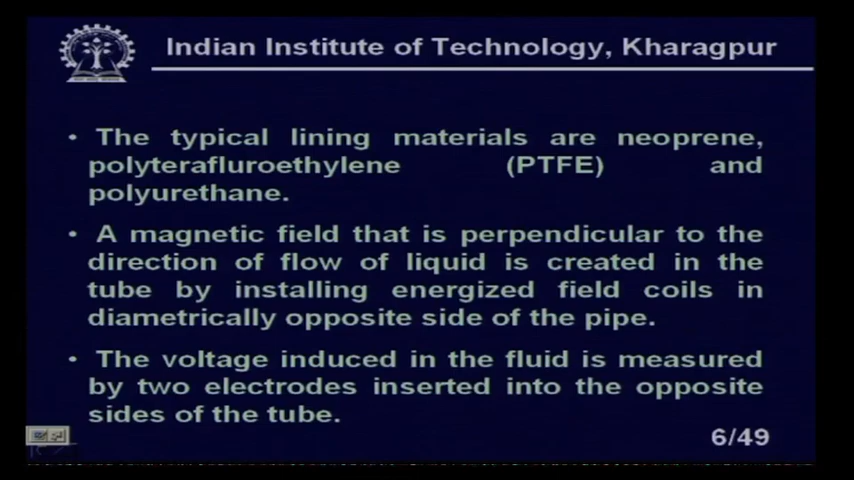 Indian Institute of Technology, Kharagpur
• The typical lining materials are neoprene,
polyterafluroethylene (PTFE) and
polyurethane.
• A magnetic field that is perpendicular to the
direction of flow of liquid is created in the
tube by installing energized field coils in
diametrically opposite side of the pipe.
• The voltage induced in the fluid is measured
by two electrodes inserted into the opposite
sides of the tube.
6/49